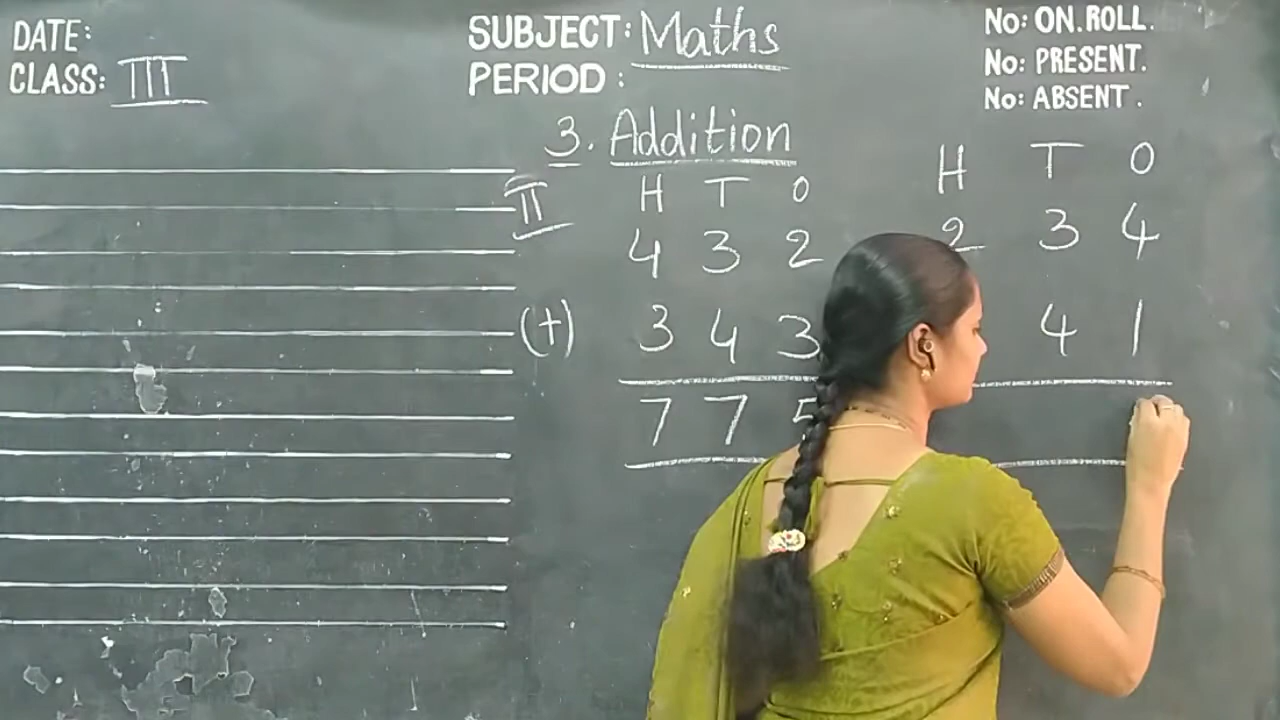 DATE:
CLASS: III
SUBJECT: Maths
PERIOD :
No: ON.ROLL.
No: PRESENT.
No: ABSENT.
3. Addition
II H T O
4 3 2
(+) 3 4 3
7 7 5
H T O
2 3 4
4 1